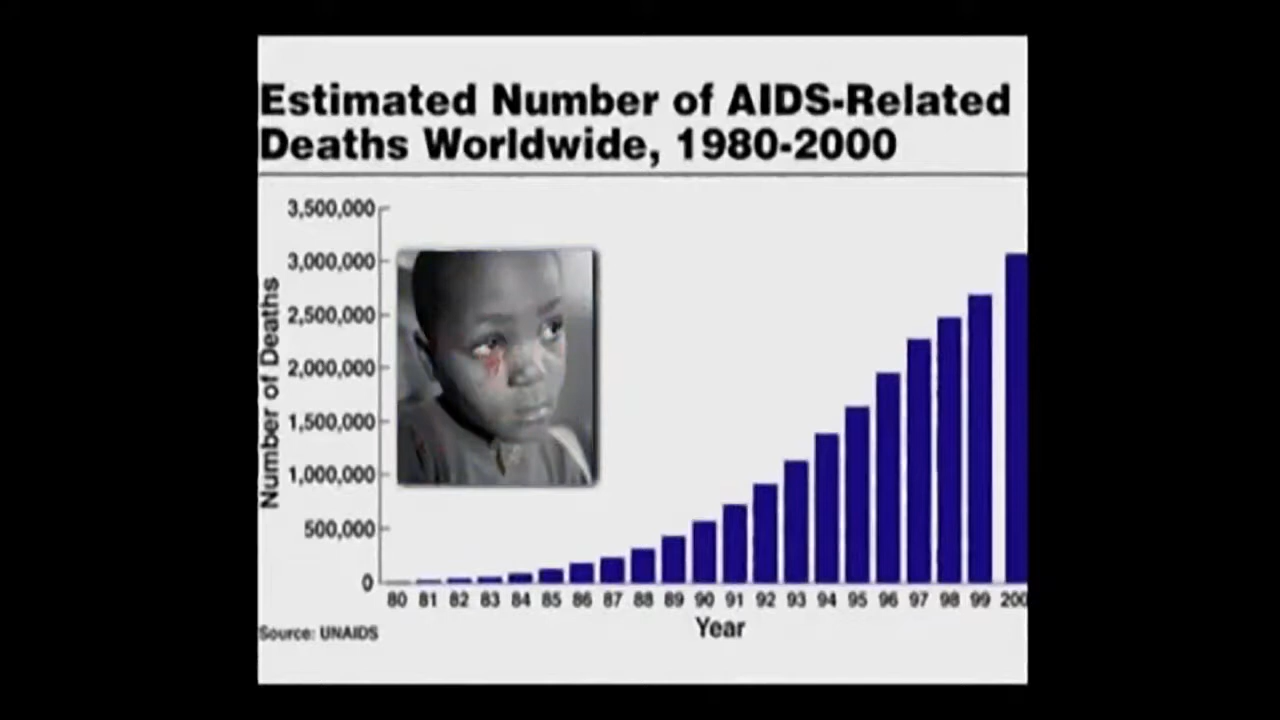 Estimated Number of AIDS-Related
Deaths Worldwide, 1980-2000
Number of Deaths
3,500,000
3,000,000
2,500,000
2,000,000
1,500,000
1,000,000
500,000
0
80 81 82 83 84 85 86 87 88 89 90 91 92 93 94 95 96 97 98 99 200
Year
Source: UNAIDS